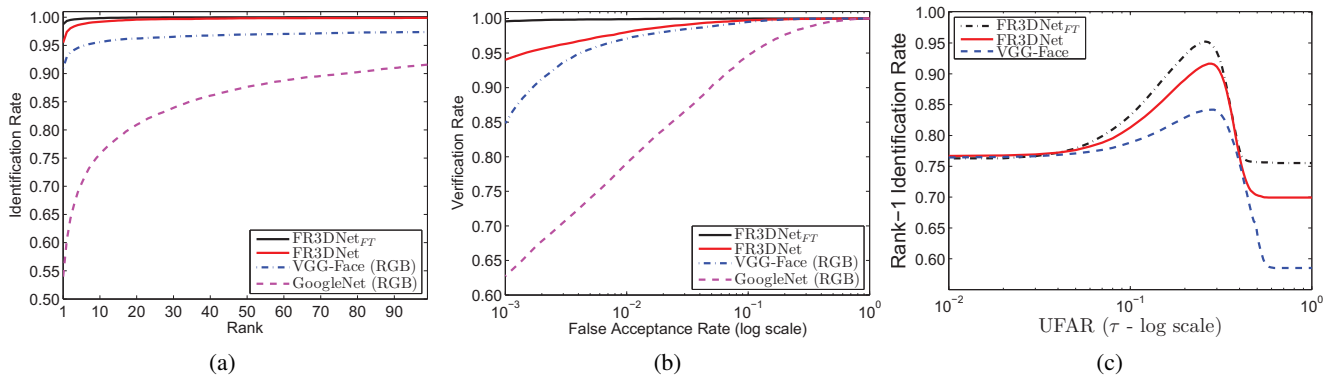 1.00
0.95
0.90
0.85
0.80
0.75
0.70
0.65
0.60
0.55
0.50
Identification Rate
1 10 20 30 40 50 60 70 80 90
Rank
FR3DNet_FT
FR3DNet
VGG-Face (RGB)
GoogleNet (RGB)
(a)
1.00
0.95
0.90
0.85
0.80
0.75
0.70
0.65
0.60
Verification Rate
10^-3 10^-2 10^-1 10^0
False Acceptance Rate (log scale)
FR3DNet_FT
FR3DNet
VGG-Face (RGB)
GoogleNet (RGB)
(b)
1.00
0.95
0.90
0.85
0.80
0.75
0.70
0.65
0.60
Rank-1 Identification Rate
FR3DNet_FT
FR3DNet
VGG-Face
10^-2 10^-1 10^0
UFAR (τ - log scale)
(c)